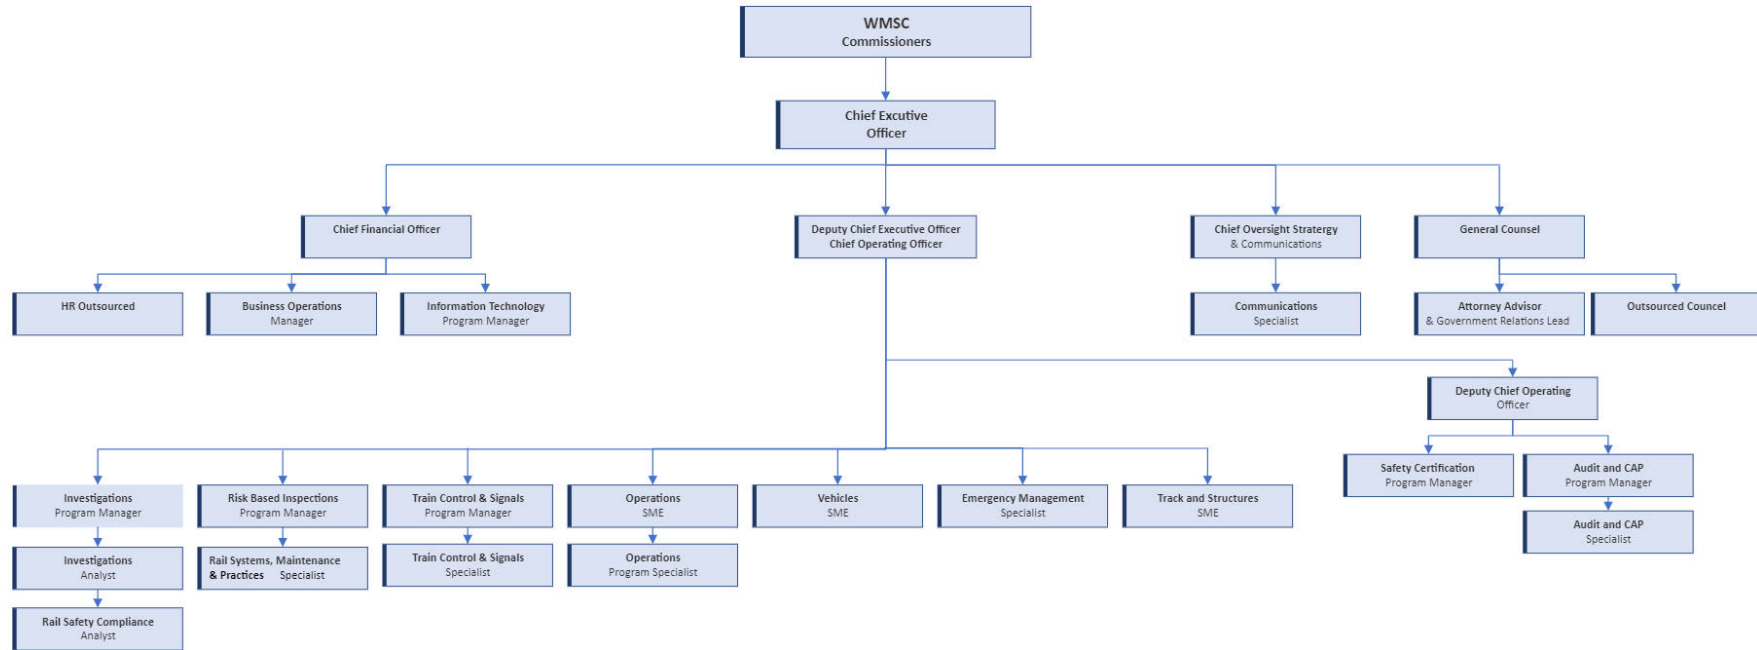 WMSC
Commissioners
Chief Excutive
Officer
Chief Financial Officer
Deputy Chief Executive Officer
Chief Operating Officer
Chief Oversight Stratergy
& Communications
General Counsel
HR Outsourced
Business Operations
Manager
Information Technology
Program Manager
Communications
Specialist
Attorney Advisor
& Government Relations Lead
Outsourced Councel
Deputy Chief Operating
Officer
Safety Certification
Program Manager
Audit and CAP
Program Manager
Audit and CAP
Specialist
Investigations
Program Manager
Risk Based Inspections
Program Manager
Train Control & Signals
Program Manager
Operations
SME
Vehicles
SME
Emergency Management
Specialist
Track and Structures
SME
Investigations
Analyst
Rail Systems, Maintenance
& Practices Specialist
Train Control & Signals
Specialist
Operations
Program Specialist
Rail Safety Compliance
Analyst